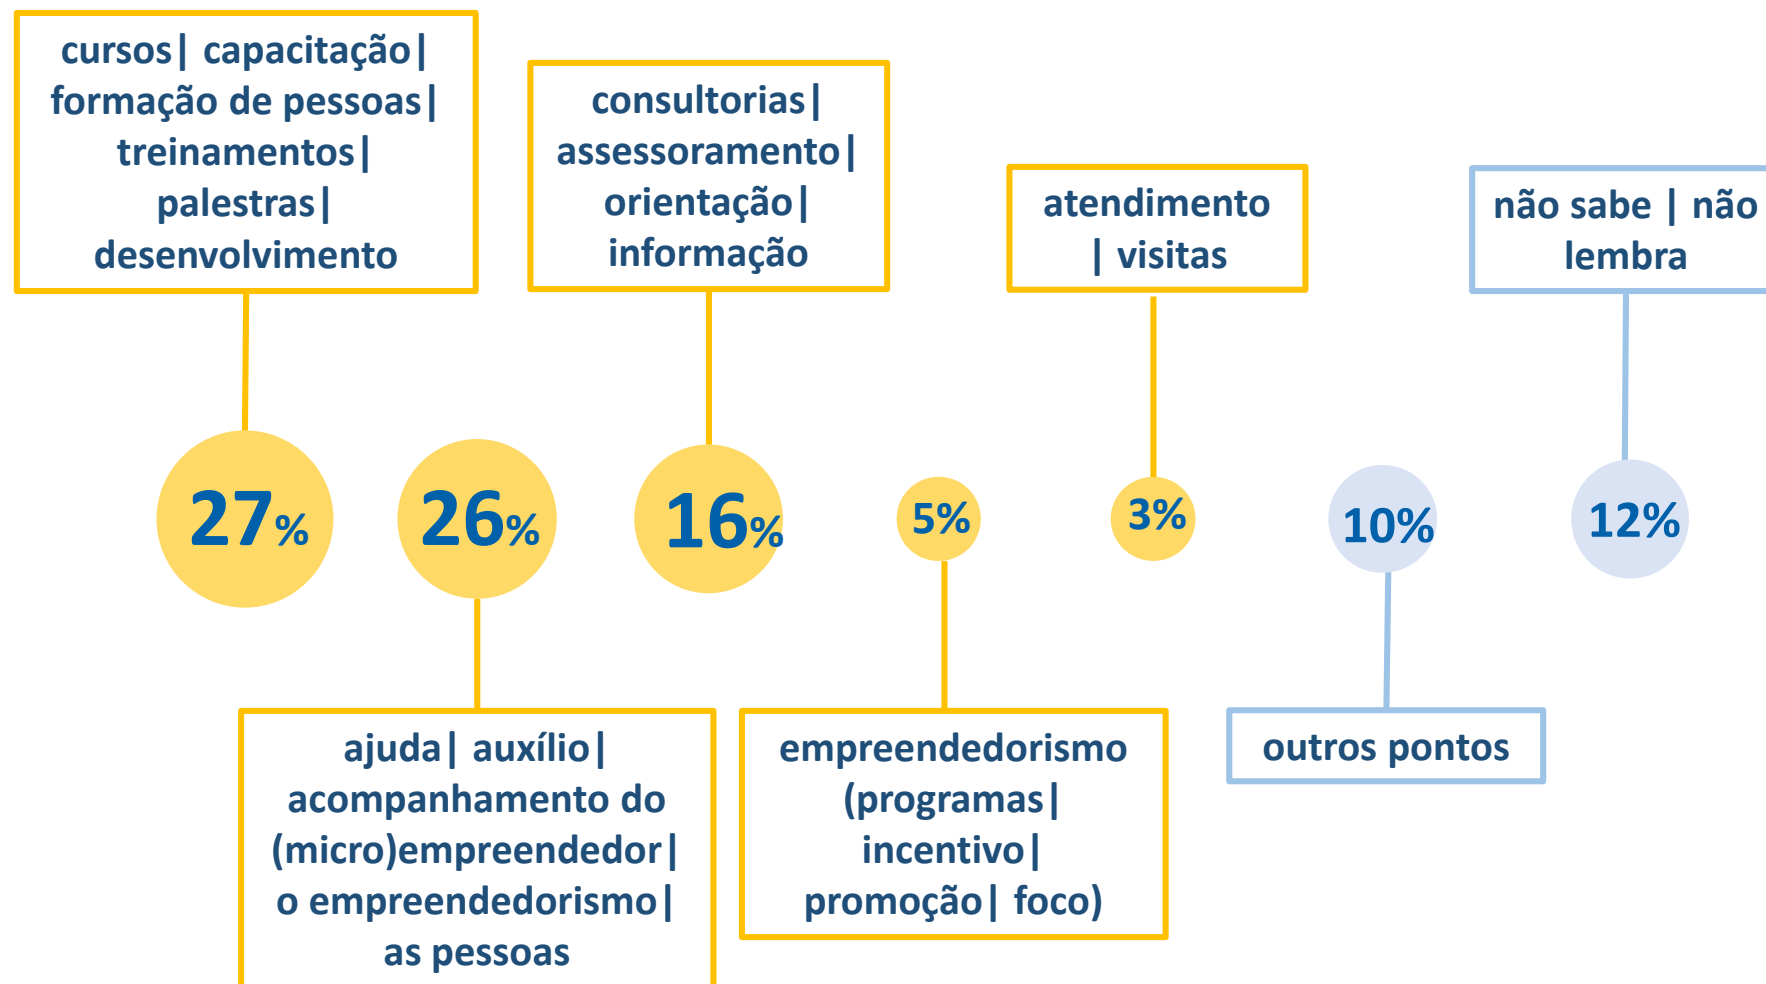 cursos| capacitação|
formação de pessoas|
treinamentos|
palestras|
desenvolvimento
consultorias|
assessoramento|
orientação|
informação
atendimento
| visitas
não sabe | não
lembra
27%
26%
16%
5%
3%
10%
12%
ajuda| auxílio|
acompanhamento do
(micro)empreendedor|
o empreendedorismo|
as pessoas
empreendedorismo
(programas|
incentivo|
promoção| foco)
outros pontos